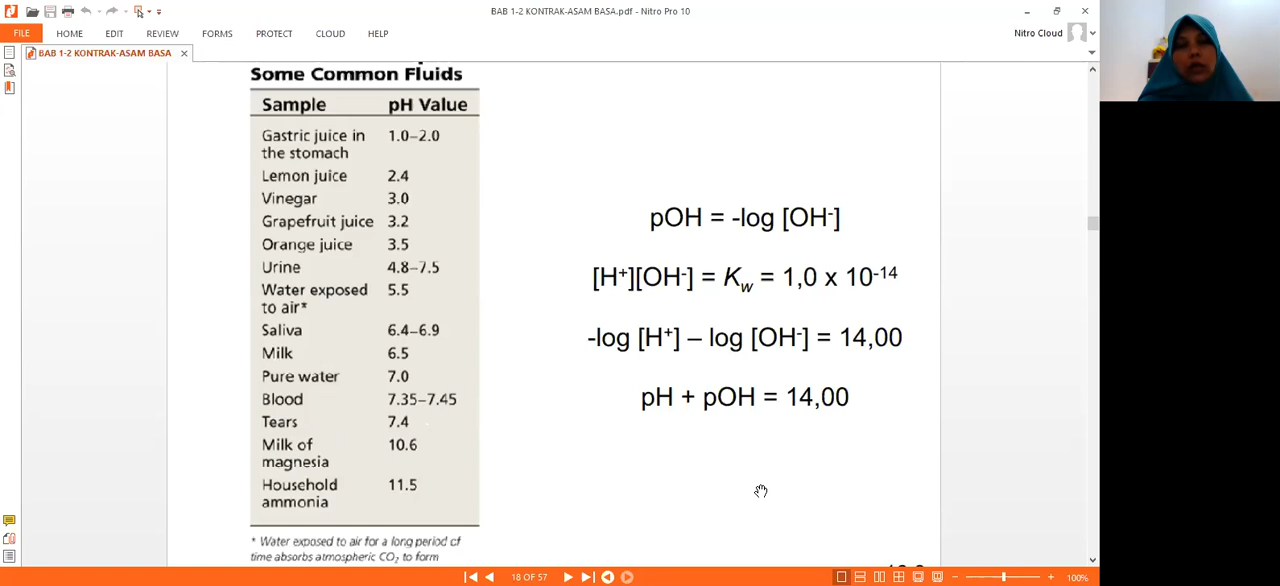 BAB 1-2 KONTRAK-ASAM BASA.pdf - Nitro Pro 10
FILE HOME EDIT REVIEW FORMS PROTECT CLOUD HELP
Nitro Cloud
BAB 1-2 KONTRAK-ASAM BASA
Some Common Fluids
Sample pH Value
Gastric juice in 1.0–2.0
the stomach
Lemon juice 2.4
Vinegar 3.0
Grapefruit juice 3.2
Orange juice 3.5
Urine 4.8–7.5
Water exposed 5.5
to air*
Saliva 6.4–6.9
Milk 6.5
Pure water 7.0
Blood 7.35–7.45
Tears 7.4
Milk of 10.6
magnesia
Household 11.5
ammonia
* Water exposed to air for a long period of
time absorbs atmospheric CO₂ to form
pOH = -log [OH⁻]
[H⁺][OH⁻] = Kw = 1,0 x 10⁻¹⁴
-log [H⁺] – log [OH⁻] = 14,00
pH + pOH = 14,00
18 OF 57
100%